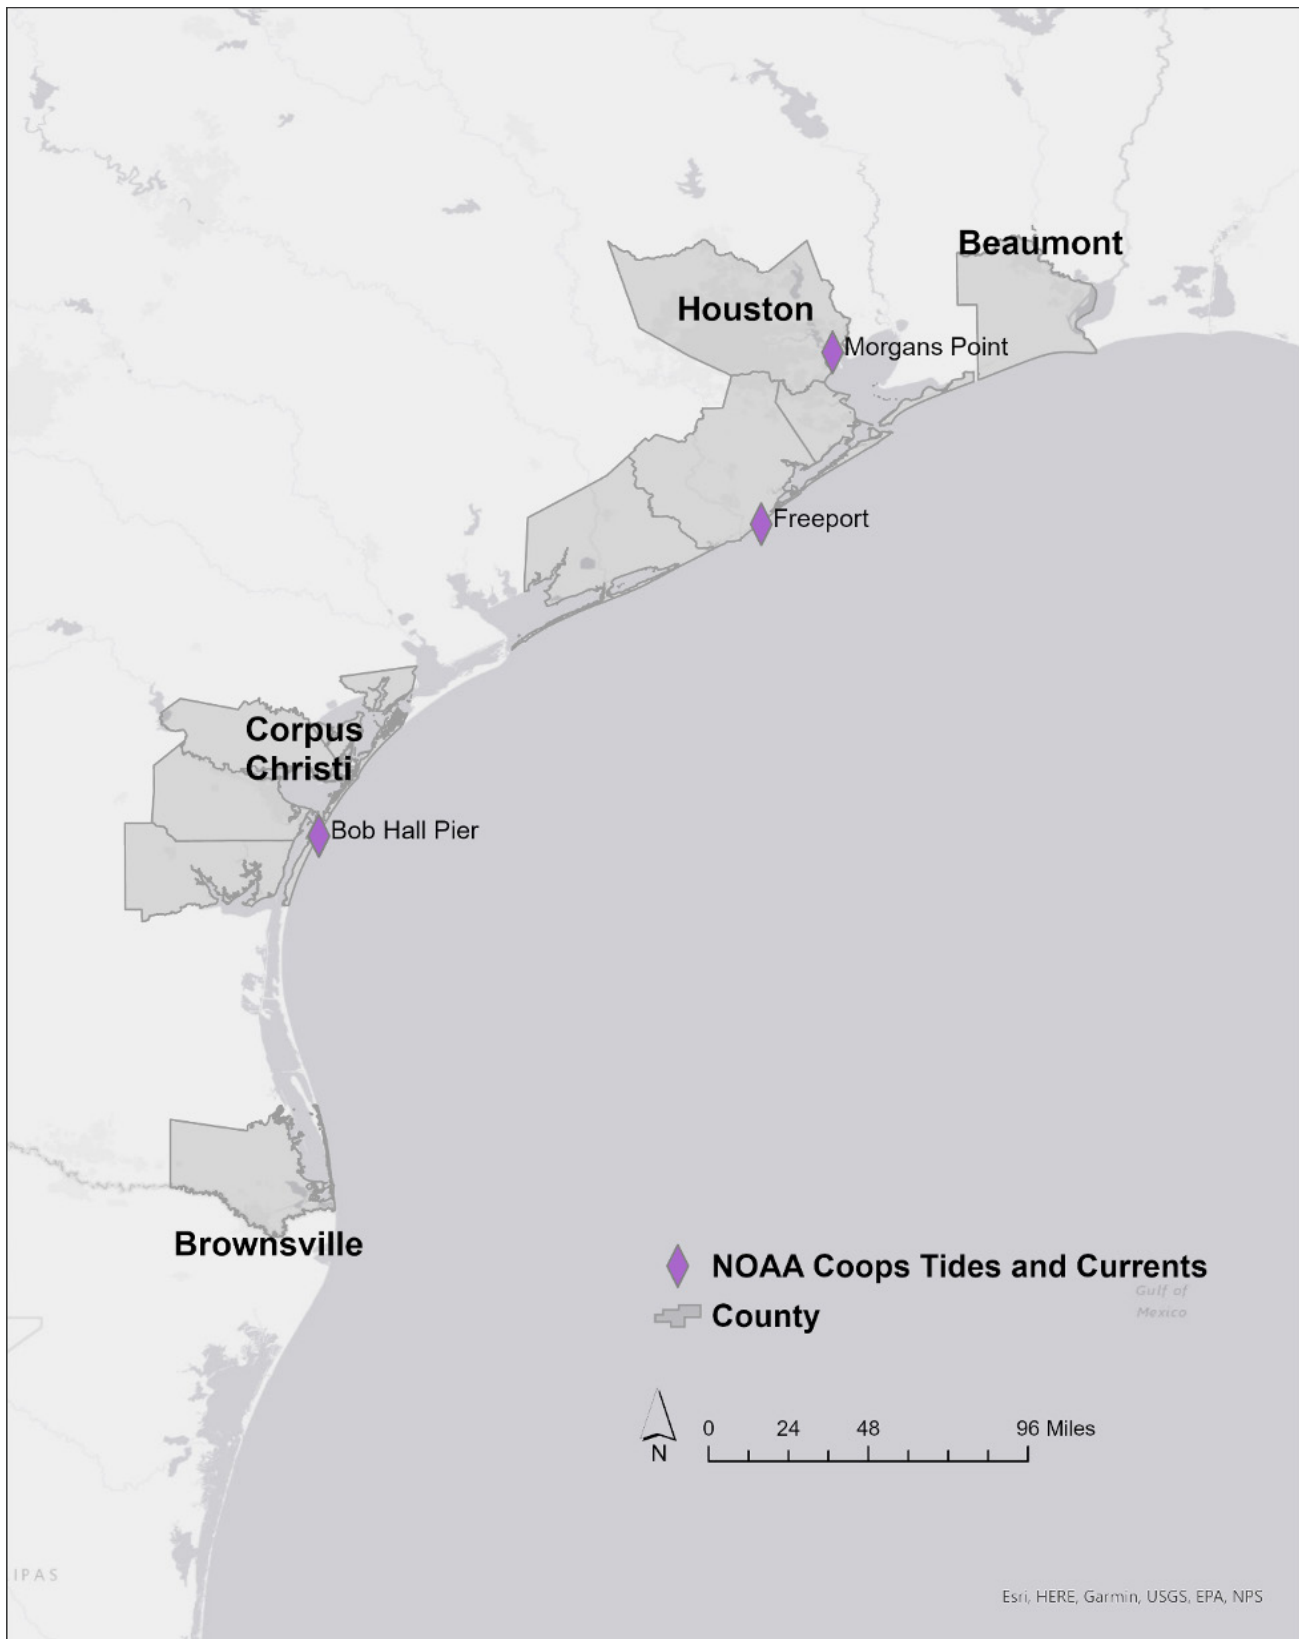 Beaumont
Houston
Morgans Point
Freeport
Corpus
Christi
Bob Hall Pier
Brownsville
NOAA Coops Tides and Currents
Gulf of
Mexico
County
N
0 24 48 96 Miles
IPAS
Esri, HERE, Garmin, USGS, EPA, NPS